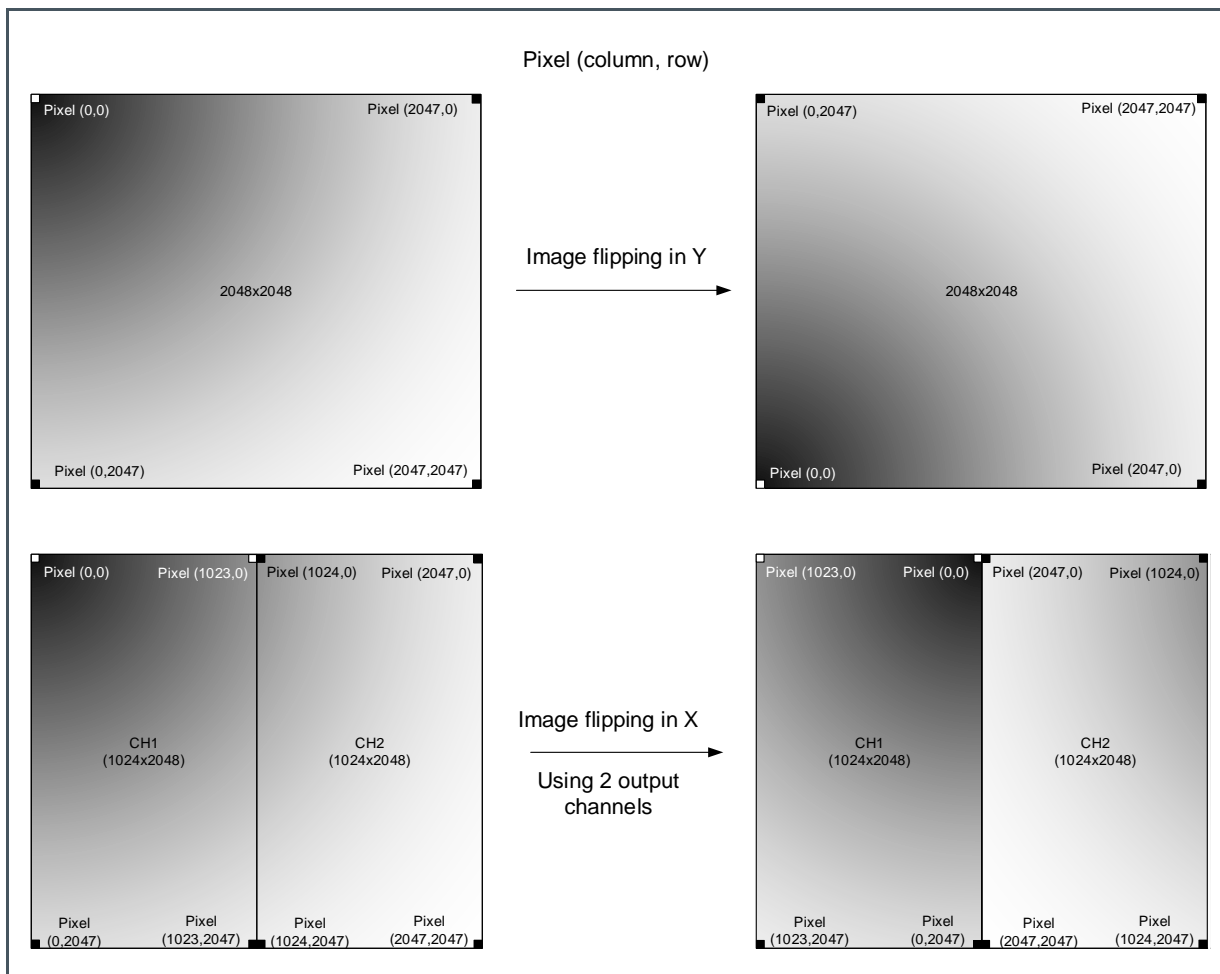 Pixel (column, row)
Pixel (0,0)
Pixel (2047,0)
2048x2048
Pixel (0,2047)
Pixel (2047,2047)
Image flipping in Y
Pixel (0,2047)
Pixel (2047,2047)
2048x2048
Pixel (0,0)
Pixel (2047,0)
Pixel (0,0)
Pixel (1023,0)
Pixel (1024,0)
Pixel (2047,0)
CH1
(1024x2048)
CH2
(1024x2048)
Pixel
(0,2047)
Pixel
(1023,2047)
Pixel
(1024,2047)
Pixel
(2047,2047)
Image flipping in X
Using 2 output
channels
Pixel (1023,0)
Pixel (0,0)
Pixel (2047,0)
Pixel (1024,0)
CH1
(1024x2048)
CH2
(1024x2048)
Pixel
(1023,2047)
Pixel
(0,2047)
Pixel
(2047,2047)
Pixel
(1024,2047)